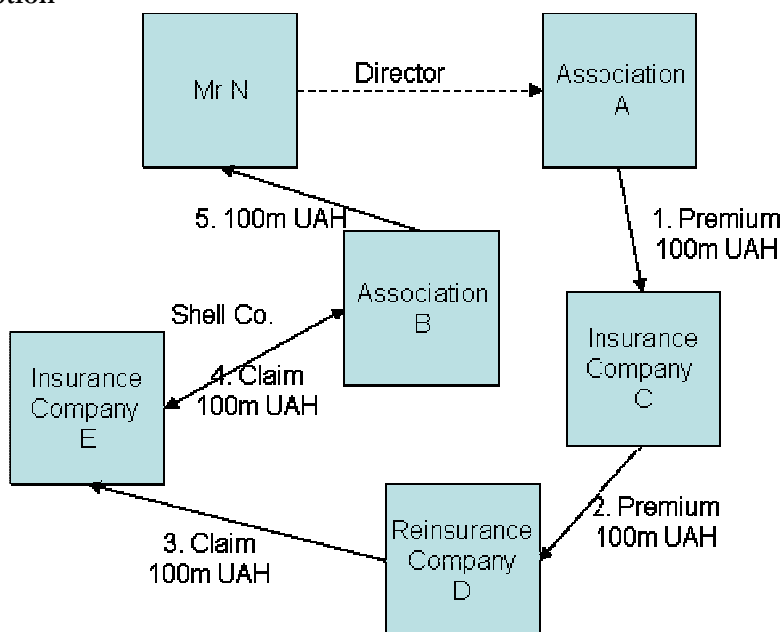 otion
Mr N
Director
Association
A
5. 100m UAH
1. Premium
100m UAH
Association
B
Shell Co.
4. Claim
100m UAH
Insurance
Company
C
Insurance
Company
E
2. Premium
100m UAH
Reinsurance
Company
D
3. Claim
100m UAH